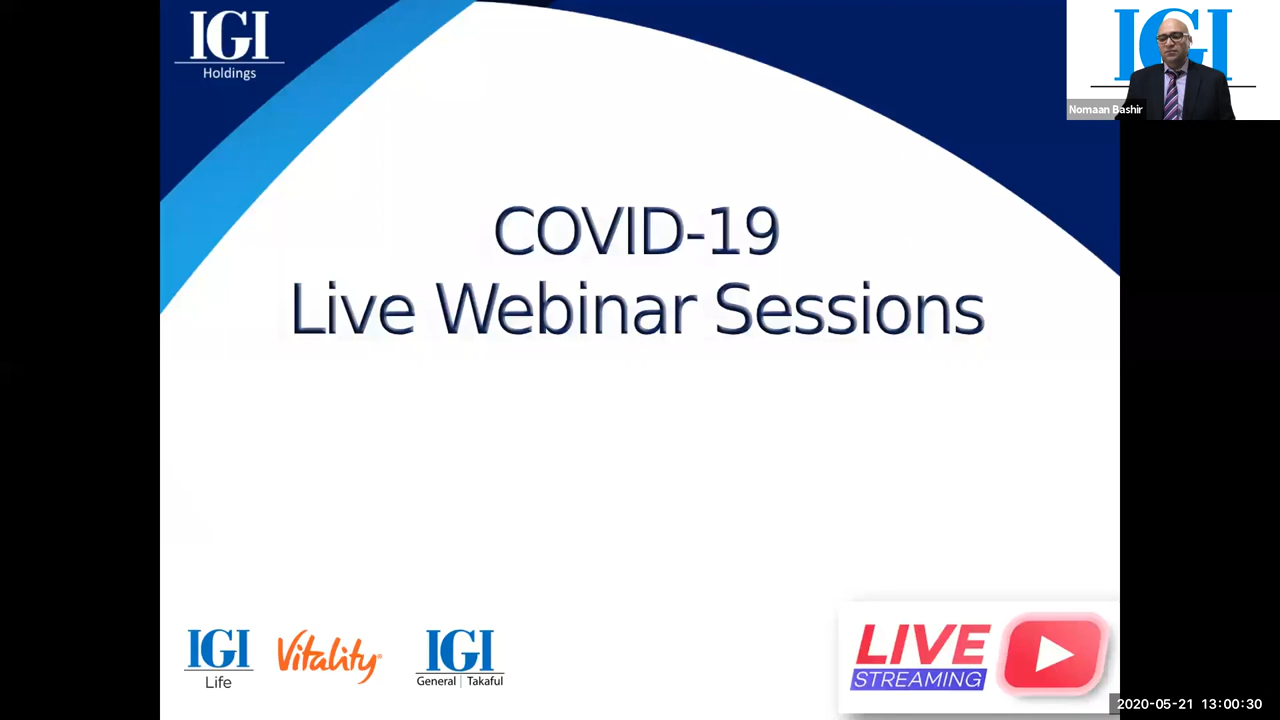 IGI
Holdings
IGI
Nomaan Bashir
COVID-19
Live Webinar Sessions
IGI
Life
Vitality®
IGI
General | Takaful
LIVE
STREAMING
2020-05-21 13:00:30